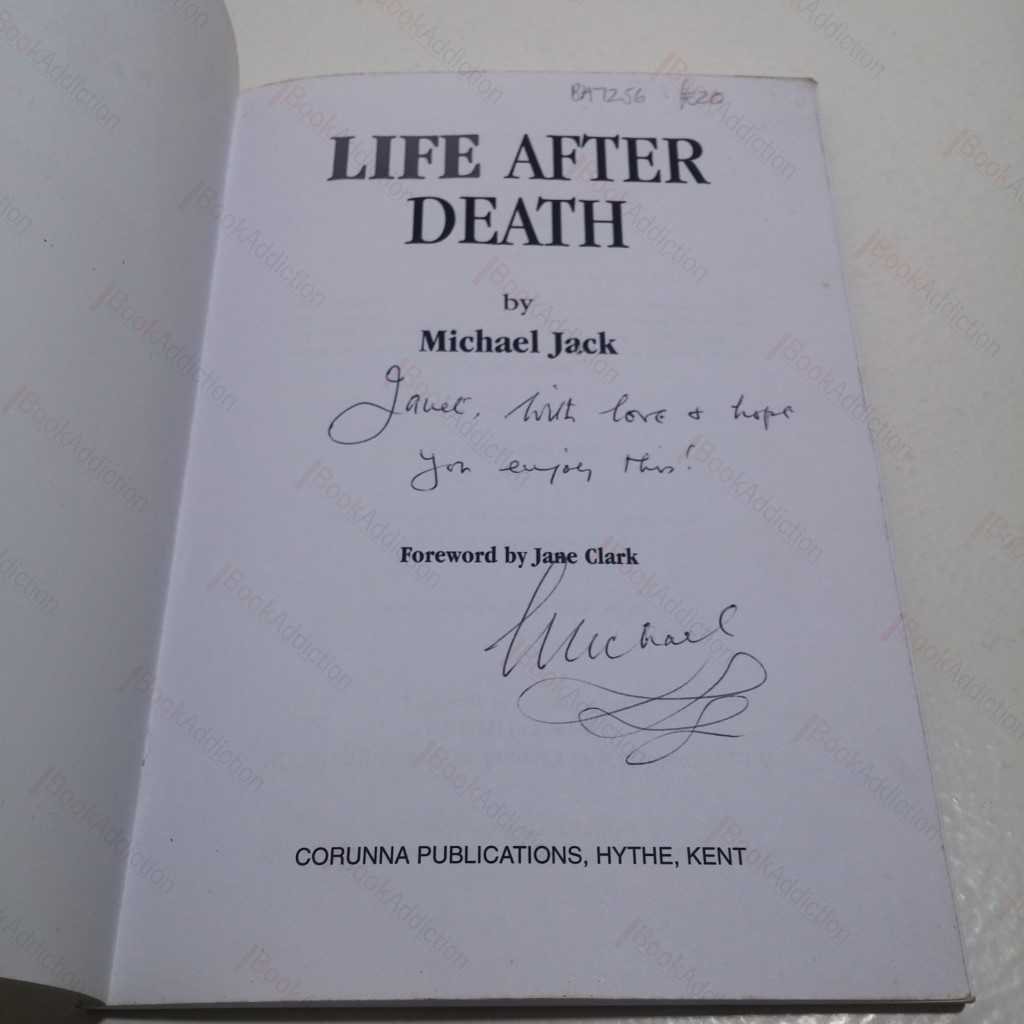 BA7256 £20
LIFE AFTER
DEATH
by
Michael Jack
Janet, With love & hope
you enjoy this!
Foreword by Jane Clark
Michael
CORUNNA PUBLICATIONS, HYTHE, KENT
BookAddiction